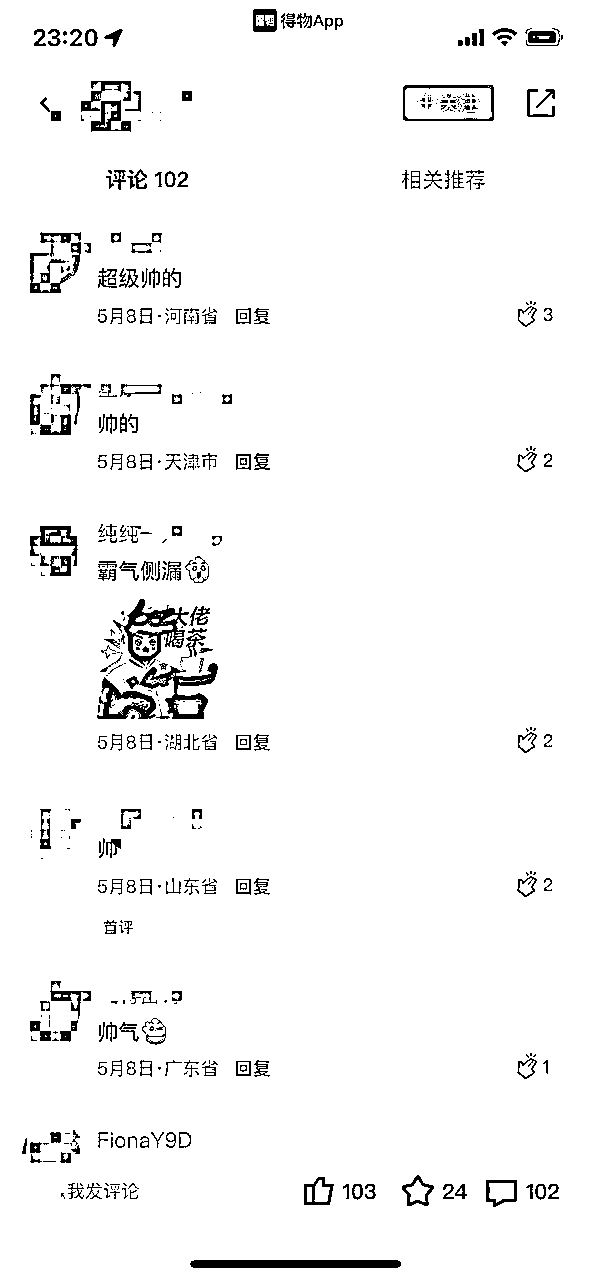 得物App
23:20
评论 102
相关推荐
超级帅的
5月8日·河南省 回复
3
帅的
5月8日·天津市 回复
2
纯纯
霸气侧漏
大佬
喝茶
5月8日·湖北省 回复
2
帅
5月8日·山东省 回复
2
首评
帅气
5月8日·广东省 回复
1
FionaY9D
我发评论
103
24
102